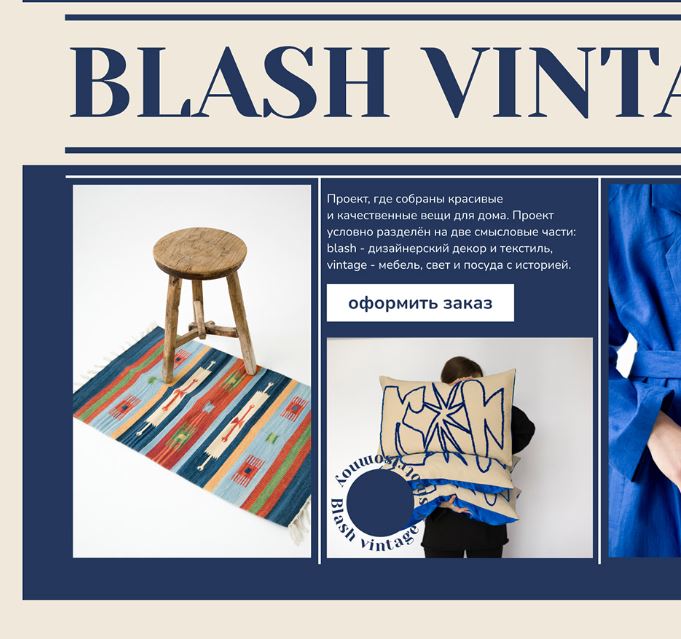 BLASH VINTA
Проект, где собраны красивые
и качественные вещи для дома. Проект
условно разделён на две смысловые части:
blash - дизайнерский декор и текстиль,
vintage - мебель, свет и посуда с историей.
оформить заказ
Blash vintage